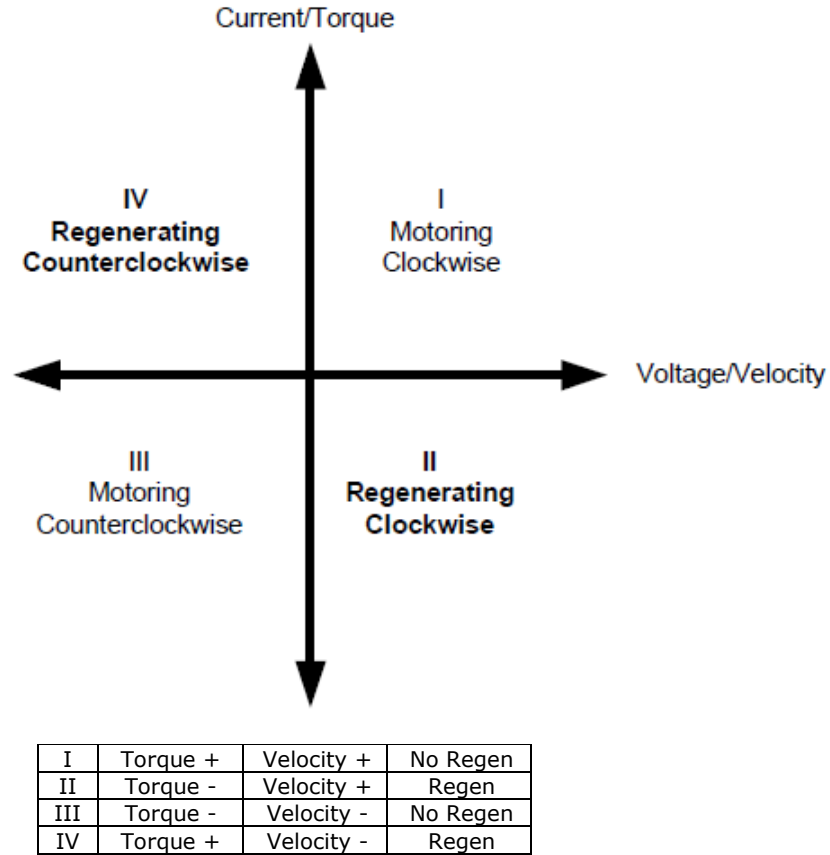 Current/Torque
IV
Regenerating
Counterclockwise
I
Motoring
Clockwise
Voltage/Velocity
III
Motoring
Counterclockwise
II
Regenerating
Clockwise
I Torque + Velocity + No Regen
II Torque - Velocity + Regen
III Torque - Velocity - No Regen
IV Torque + Velocity - Regen